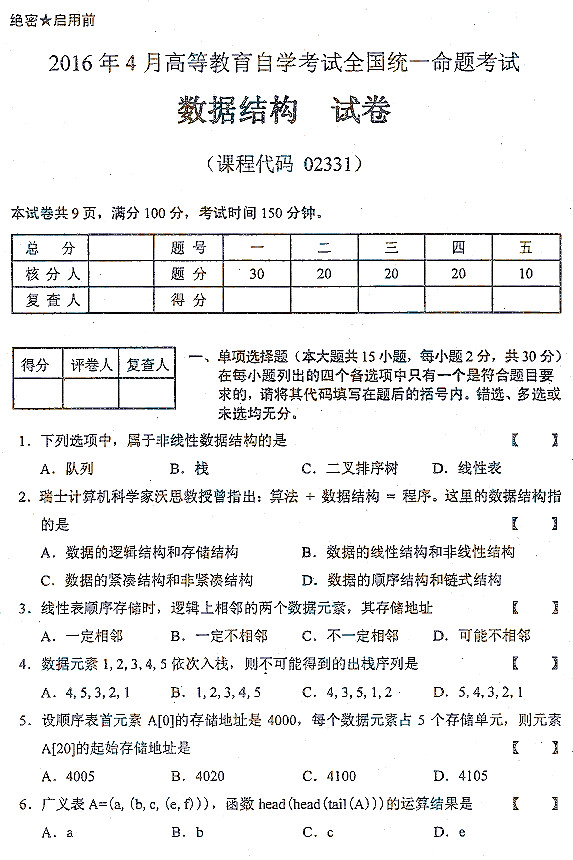 绝密★启用前
2016 年 4 月高等教育自学考试全国统一命题考试
数据结构 试卷
（课程代码 02331）
本试卷共 9 页，满分 100 分，考试时间 150 分钟。
总 分 题 号 一 二 三 四 五
核 分 人 题 分 30 20 20 20 10
复 查 人 得 分
得分 评卷人 复查人
一、单项选择题（本大题共 15 小题，每小题 2 分，共 30 分）
在每小题列出的四个备选项中只有一个是符合题目要
求的，请将其代码填写在题后的括号内。错选、多选或
未选均无分。
1．下列选项中，属于非线性数据结构的是 【 】
A．队列 B．栈 C．二叉排序树 D．线性表
2．瑞士计算机科学家沃思教授曾指出：算法 + 数据结构 = 程序。这里的数据结构指
的是 【 】
A．数据的逻辑结构和存储结构 B．数据的线性结构和非线性结构
C．数据的紧凑结构和非紧凑结构 D．数据的顺序结构和链式结构
3．线性表顺序存储时，逻辑上相邻的两个数据元素，其存储地址 【 】
A．一定相邻 B．一定不相邻 C．不一定相邻 D．可能不相邻
4．数据元素 1, 2, 3, 4, 5 依次入栈，则不可能得到的出栈序列是 【 】
A．4, 5, 3, 2, 1 B．1, 2, 3, 4, 5 C．4, 3, 5, 1, 2 D．5, 4, 3, 2, 1
5．设顺序表首元素 A[0]的存储地址是 4000，每个数据元素占 5 个存储单元，则元素
A[20]的起始存储地址是 【 】
A．4005 B．4020 C．4100 D．4105
6．广义表 A=(a, (b, c, (e, f)))，函数 head(head(tail(A)))的运算结果是 【 】
A．a B．b C．c D．e